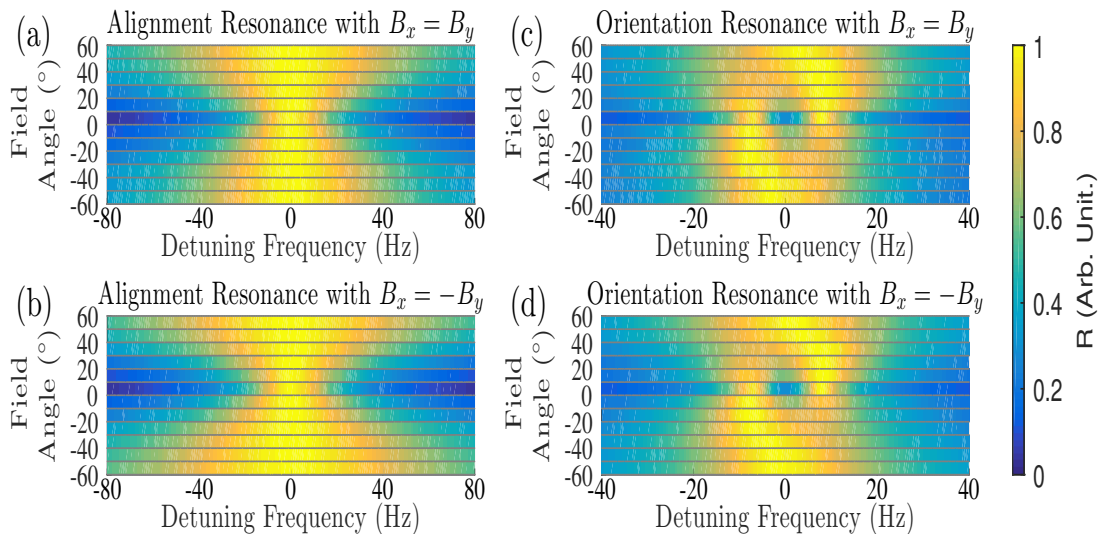 (a) Alignment Resonance with $B_x = B_y$
Field Angle (°)
60
40
20
0
-20
-40
-60
-80 -40 0 40 80
Detuning Frequency (Hz)
(c) Orientation Resonance with $B_x = B_y$
Field Angle (°)
60
40
20
0
-20
-40
-60
-40 -20 0 20 40
Detuning Frequency (Hz)
(b) Alignment Resonance with $B_x = -B_y$
Field Angle (°)
60
40
20
0
-20
-40
-60
-80 -40 0 40 80
Detuning Frequency (Hz)
(d) Orientation Resonance with $B_x = -B_y$
Field Angle (°)
60
40
20
0
-20
-40
-60
-40 -20 0 20 40
Detuning Frequency (Hz)
1
0.8
0.6
0.4
0.2
0
R (Arb. Unit.)